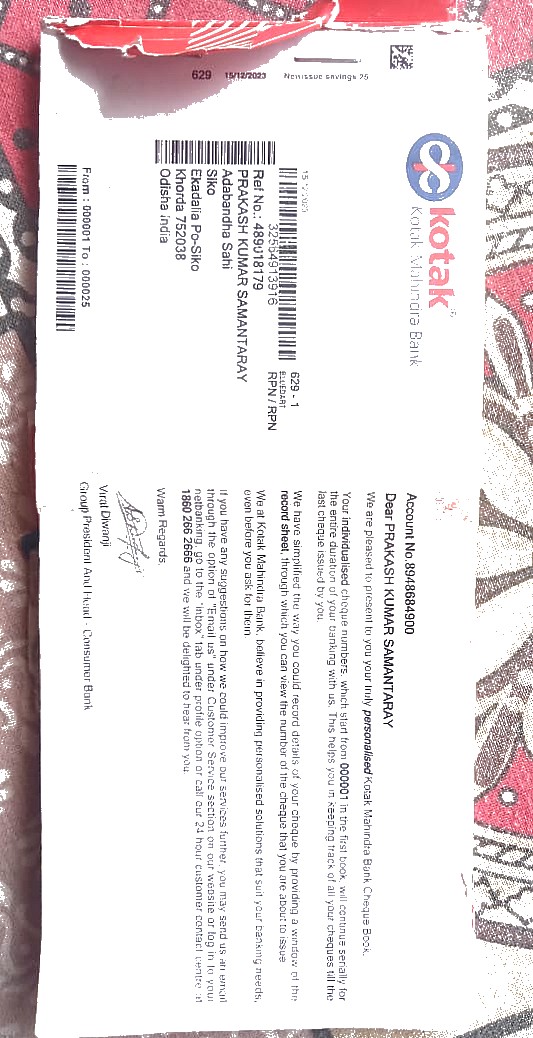 629 15/12/2023 Newissue savings 25
kotak
Kotak Mahindra Bank
15/12/2023
629 - 1
BLUEDART
32564913916
RPN / RPN
Ref No.: 489018179
PRAKASH KUMAR SAMANTARAY
Adabandha Sahi
Siko
Ekadalia Po-Siko
Khorda 752038
Odisha India
From : 000001 To : 000025
Account No. 8948684900
Dear PRAKASH KUMAR SAMANTARAY
We are pleased to present to you your truly personalised Kotak Mahindra Bank Cheque Book.
Your individualised cheque numbers, which start from 000001 in the first book, will continue serially for
the entire duration of your banking with us. This helps you in keeping track of all your cheques till the
last cheque issued by you.
We have simplified the way you could record details of your cheque by providing a window of the
record sheet, through which you can view the number of the cheque that you are about to issue
We at Kotak Mahindra Bank, believe in providing personalised solutions that suit your banking needs,
even before you ask for them.
If you have any suggestions on how we could improve our services further, you may send us an email
through the option of "Email us" under Customer Service section on our website or log in to your
netbanking, go to the 'Inbox' tab under profile option or call our 24 hour customer contact centre at
1860 266 2666 and we will be delighted to hear from you.
Warm Regards,
Virat Diwanji
Group President And Head - Consumer Bank